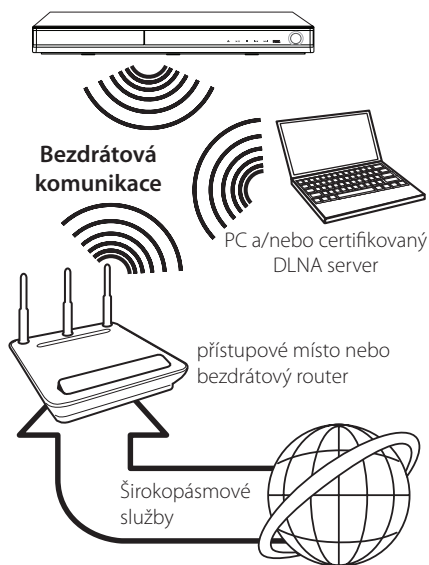 Bezdrátová
komunikace
PC a/nebo certifikovaný
DLNA server
přístupové místo nebo
bezdrátový router
Širokopásmové
služby